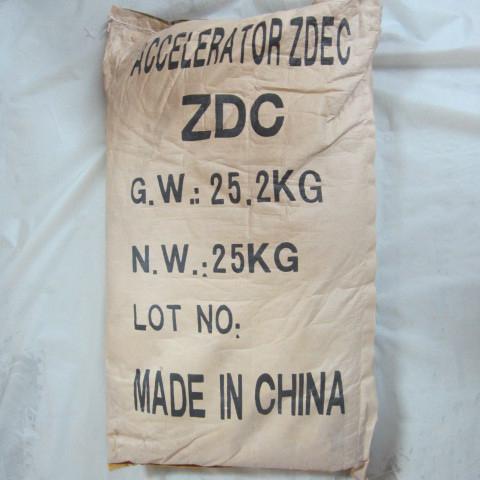 ACCELERATOR ZDEC
ZDC
G.W.: 25.2KG
N.W.: 25KG
LOT NO:
MADE IN CHINA